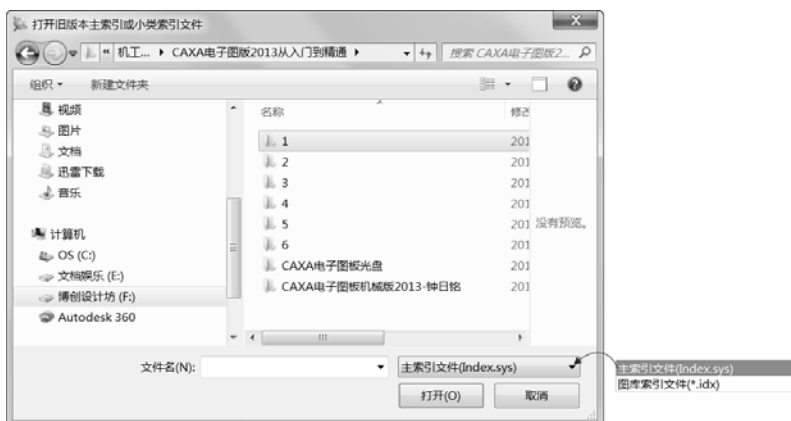 打开旧版本主索引或小类索引文件
« 机工... ▸ CAXA电子图版2013从入门到精通 ▸
搜索 CAXA电子图版2...
组织 新建文件夹
视频
图片
文档
迅雷下载
音乐
计算机
OS (C:)
文档娱乐 (E:)
博创设计坊 (F:)
Autodesk 360
名称 修改
1 201
2 201
3 201
4 201
5 201
6 201
CAXA电子图板光盘 201
CAXA电子图板机械版2013-钟日铭 201
没有预览。
文件名(N): 主索引文件(Index.sys)
打开(O) 取消
主索引文件(Index.sys)
图库索引文件(*.idx)